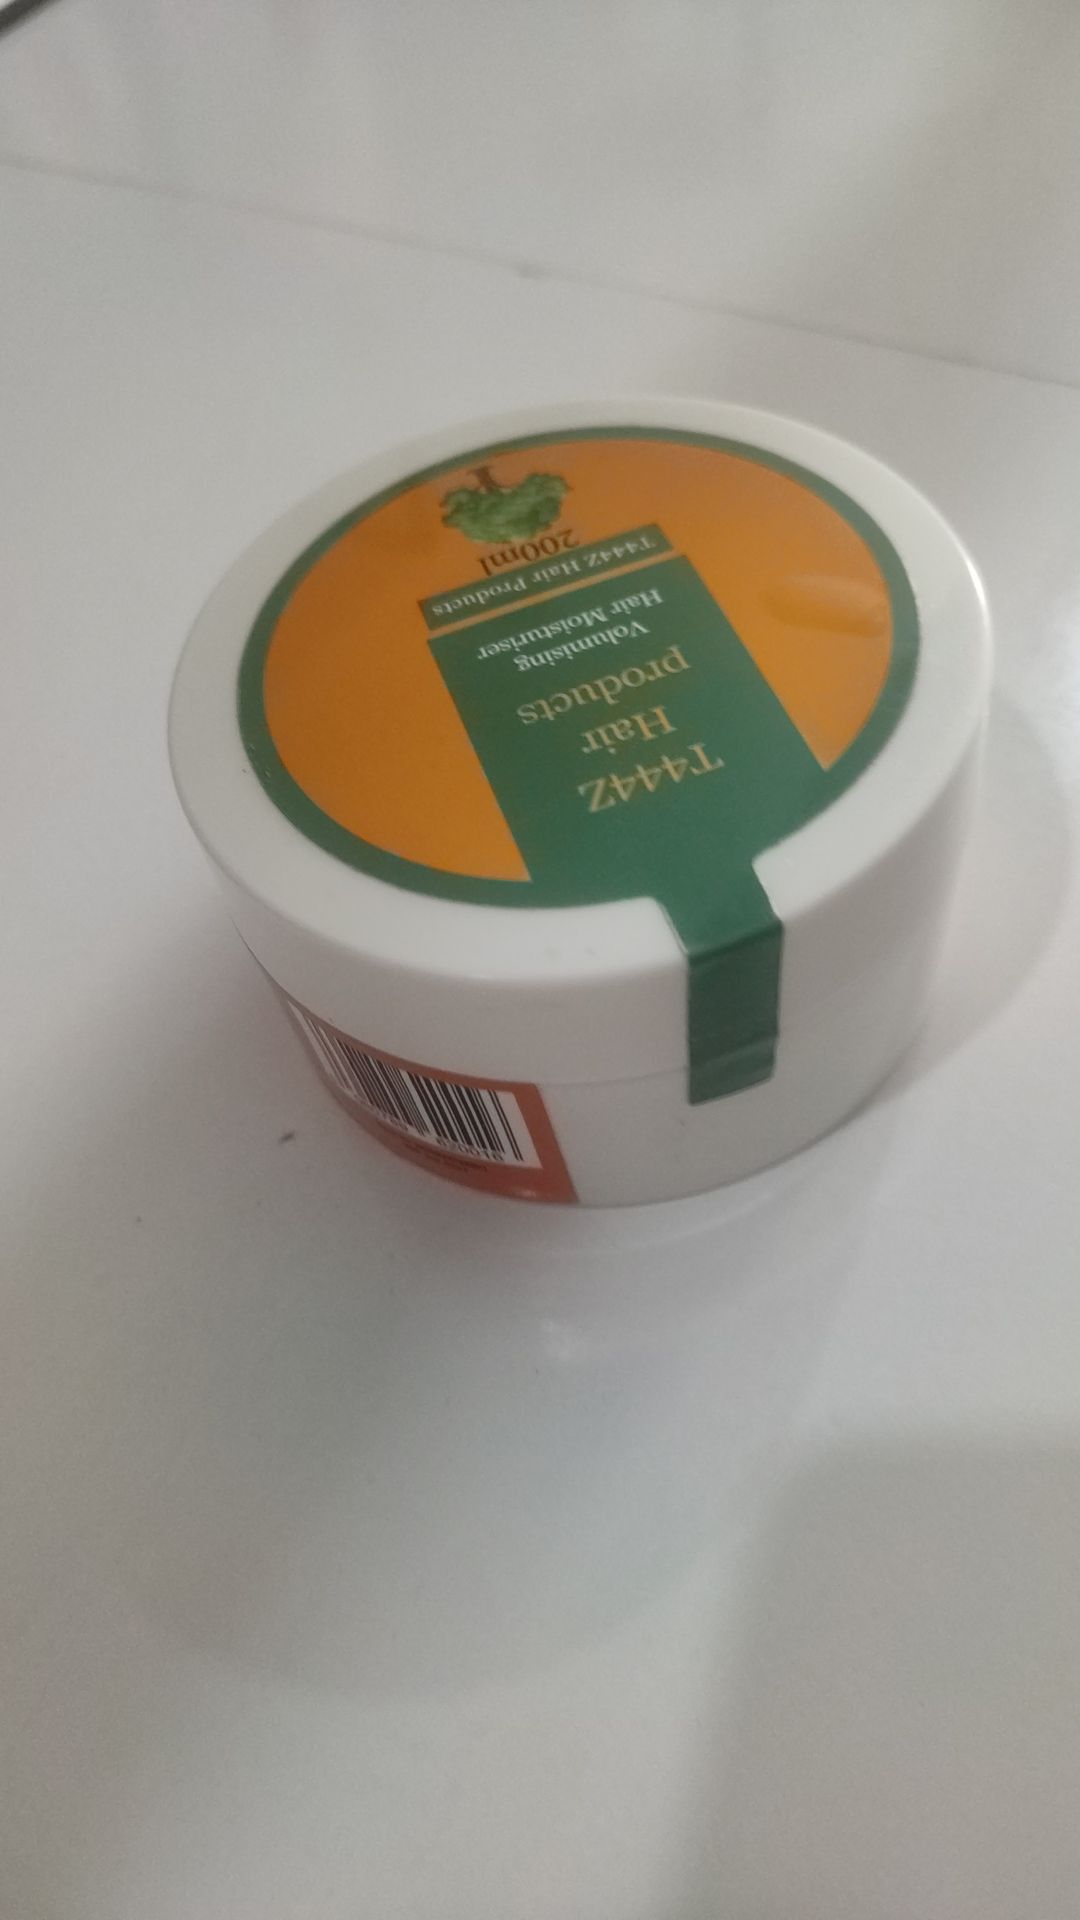 T444Z
Hair
products
Volumising
Hair Moisturiser
T444Z Hair Products
200ml